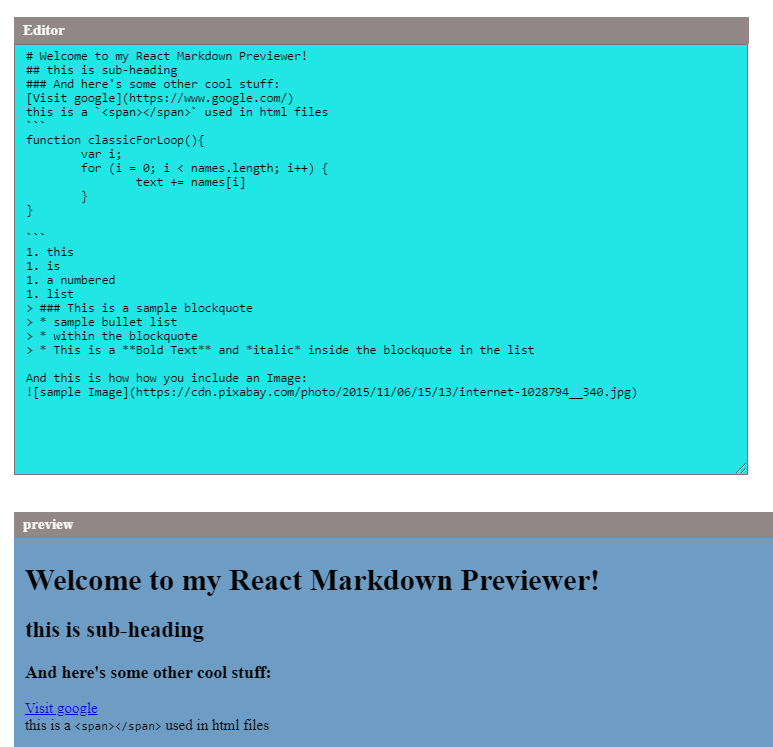 Editor
# Welcome to my React Markdown Previewer!
## this is sub-heading
### And here's some other cool stuff:
[Visit google](https://www.google.com/)
this is a `<span></span>` used in html files
```
function classicForLoop(){
        var i;
        for (i = 0; i < names.length; i++) {
                text += names[i]
        }
}

```
1. this
1. is
1. a numbered
1. list
> ### This is a sample blockquote
> * sample bullet list
> * within the blockquote
> * This is a **Bold Text** and *italic* inside the blockquote in the list

And this is how how you include an Image:
![sample Image](https://cdn.pixabay.com/photo/2015/11/06/15/13/internet-1028794__340.jpg)
preview
Welcome to my React Markdown Previewer!
this is sub-heading
And here's some other cool stuff:
Visit google
this is a <span></span> used in html files